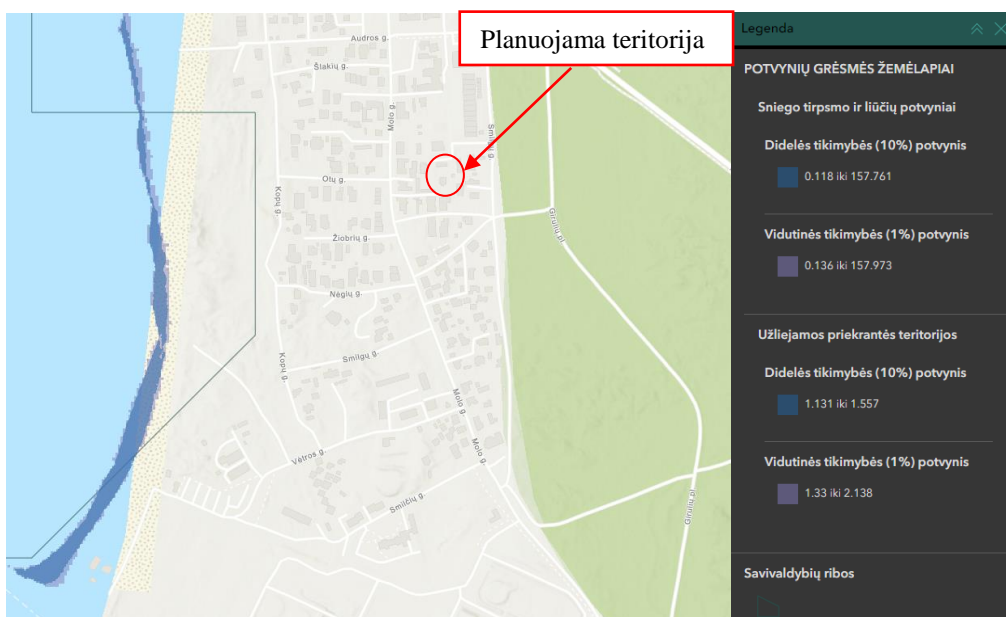 Planuojama teritorija
Audros g.
Šlakių g.
Molo g.
Smilgų g.
Otų g.
Kopų g.
Žiobrių g.
Girulių pl.
Nėgių g.
Smilgų g.
Kopų g.
Molo g.
Molo g.
Vėtros g.
Smilčių g.
Girulių pl.
Legenda
POTVYNIŲ GRĖSMĖS ŽEMĖLAPIAI
Sniego tirpsmo ir liūčių potvyniai
Didelės tikimybės (10%) potvynis
0.118 iki 157.761
Vidutinės tikimybės (1%) potvynis
0.136 iki 157.973
Užliejamos priekrantės teritorijos
Didelės tikimybės (10%) potvynis
1.131 iki 1.557
Vidutinės tikimybės (1%) potvynis
1.33 iki 2.138
Savivaldybių ribos